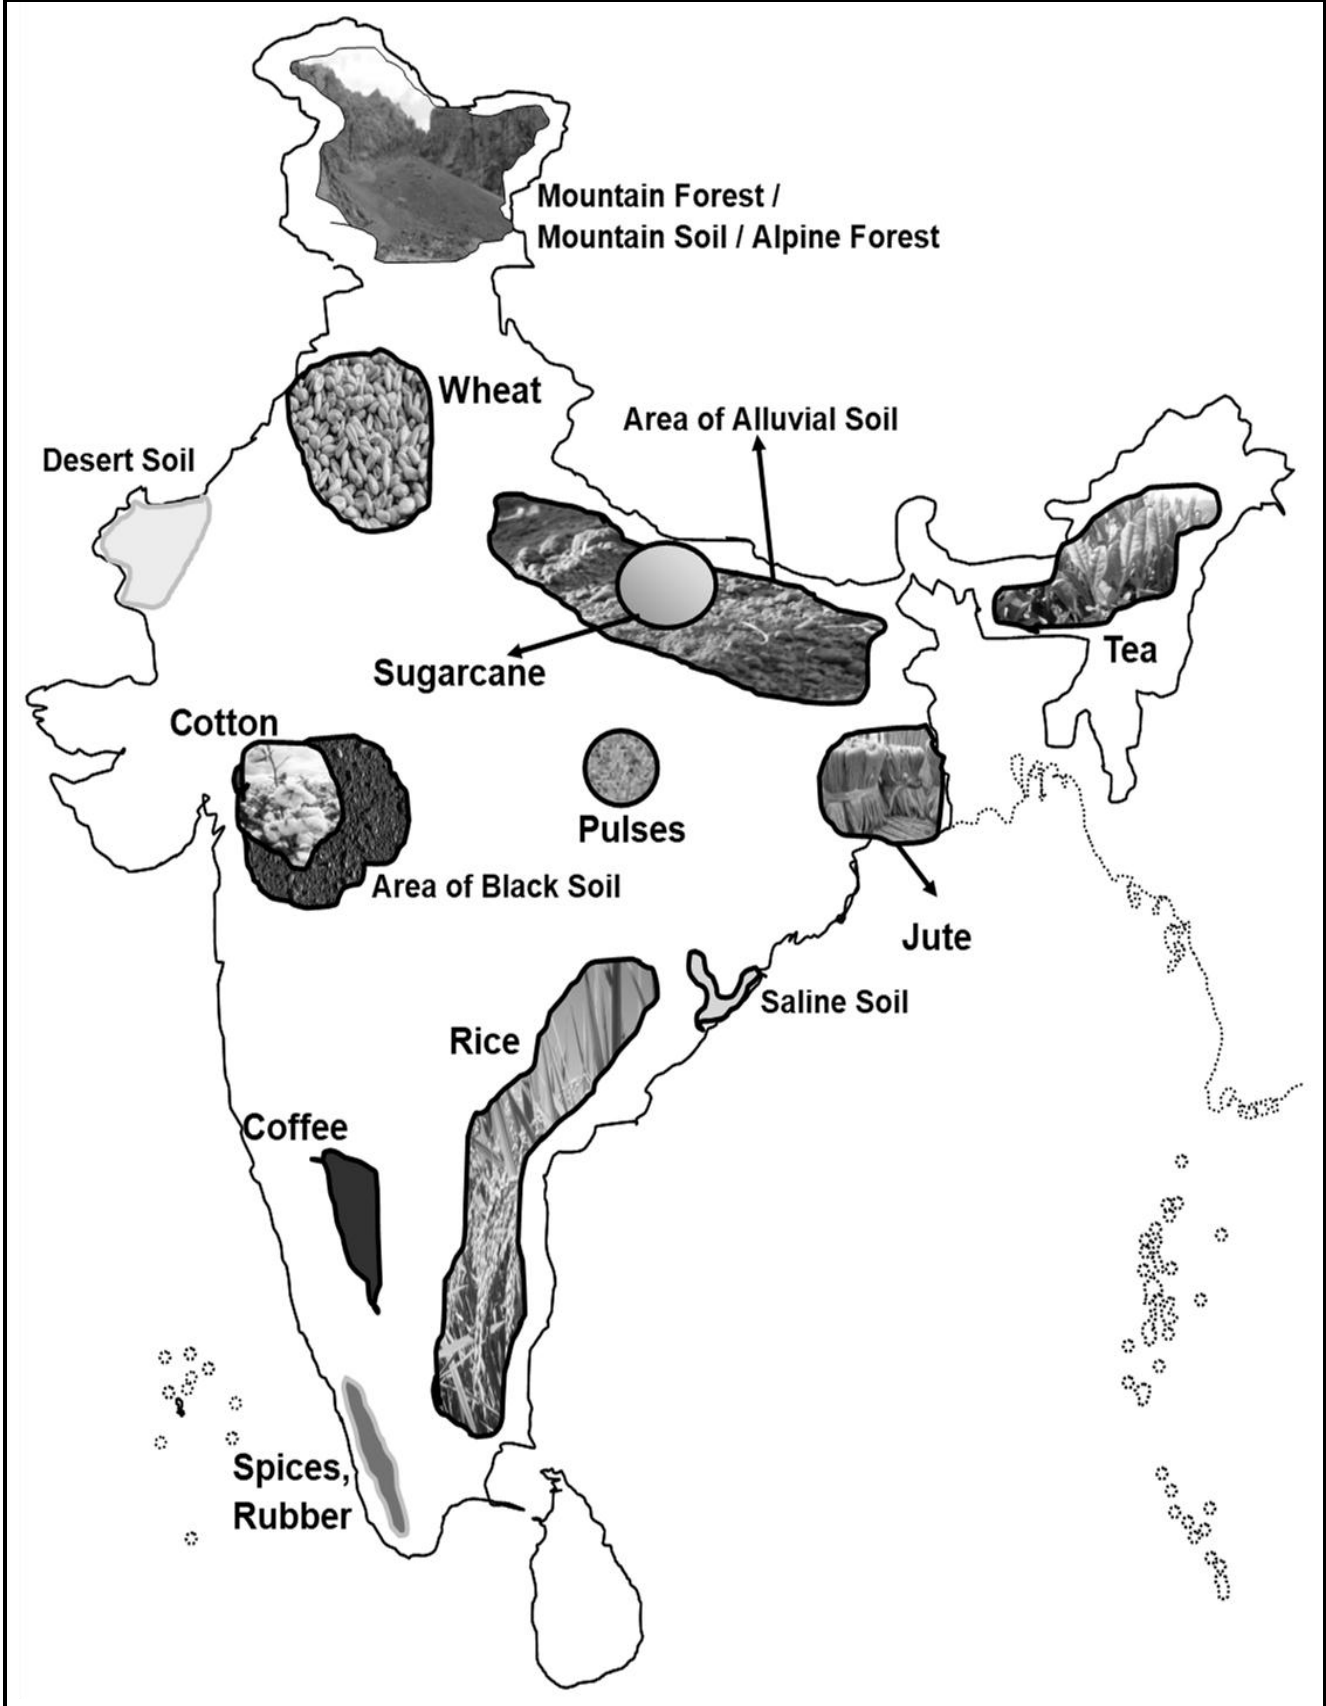 Mountain Forest /
Mountain Soil / Alpine Forest
Wheat
Area of Alluvial Soil
Desert Soil
Tea
Sugarcane
Cotton
Pulses
Area of Black Soil
Jute
Saline Soil
Rice
Coffee
Spices,
Rubber